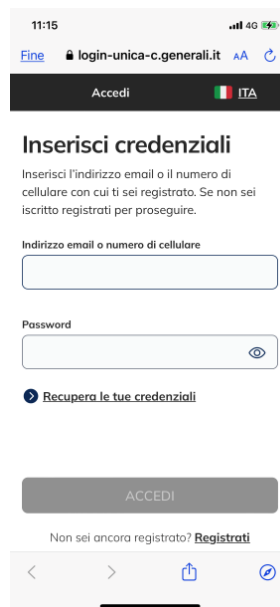 11:15
4G
Fine
login-unica-c.generali.it
AA
Accedi
ITA
Inserisci credenziali
Inserisci l'indirizzo email o il numero di
cellulare con cui ti sei registrato. Se non sei
iscritto registrati per proseguire.
Indirizzo email o numero di cellulare
Password
Recupera le tue credenziali
ACCEDI
Non sei ancora registrato? Registrati